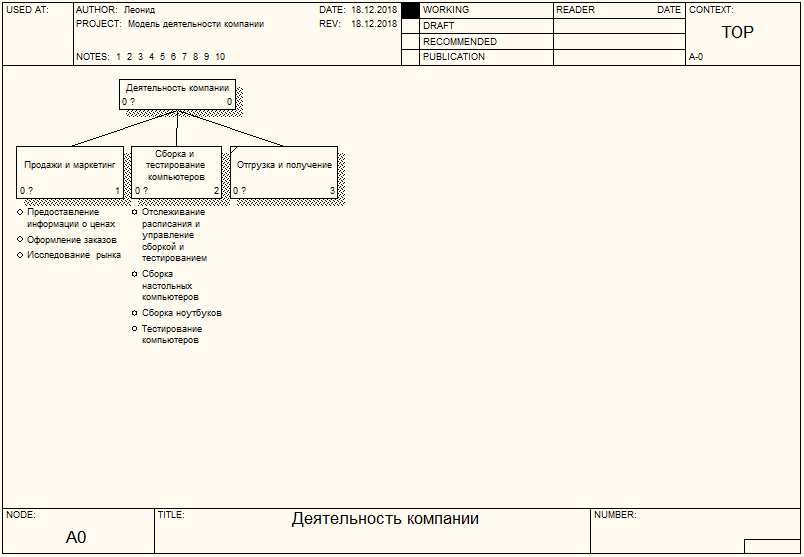 USED AT:
AUTHOR: Леонид
DATE: 18.12.2018
PROJECT: Модель деятельности компании
REV: 18.12.2018
NOTES: 1 2 3 4 5 6 7 8 9 10
WORKING
DRAFT
RECOMMENDED
PUBLICATION
READER
DATE
CONTEXT:
TOP
A-0
Деятельность компании
0 ?
0
Продажи и маркетинг
0 ?
1
Сборка и
тестирование
компьютеров
0 ?
2
Отгрузка и получение
0 ?
3
Предоставление
информации о ценах
Оформление заказов
Исследование рынка
Отслеживание
расписания и
управление
сборкой и
тестированием
Сборка
настольных
компьютеров
Сборка ноутбуков
Тестирование
компьютеров
NODE:
A0
TITLE:
Деятельность компании
NUMBER: